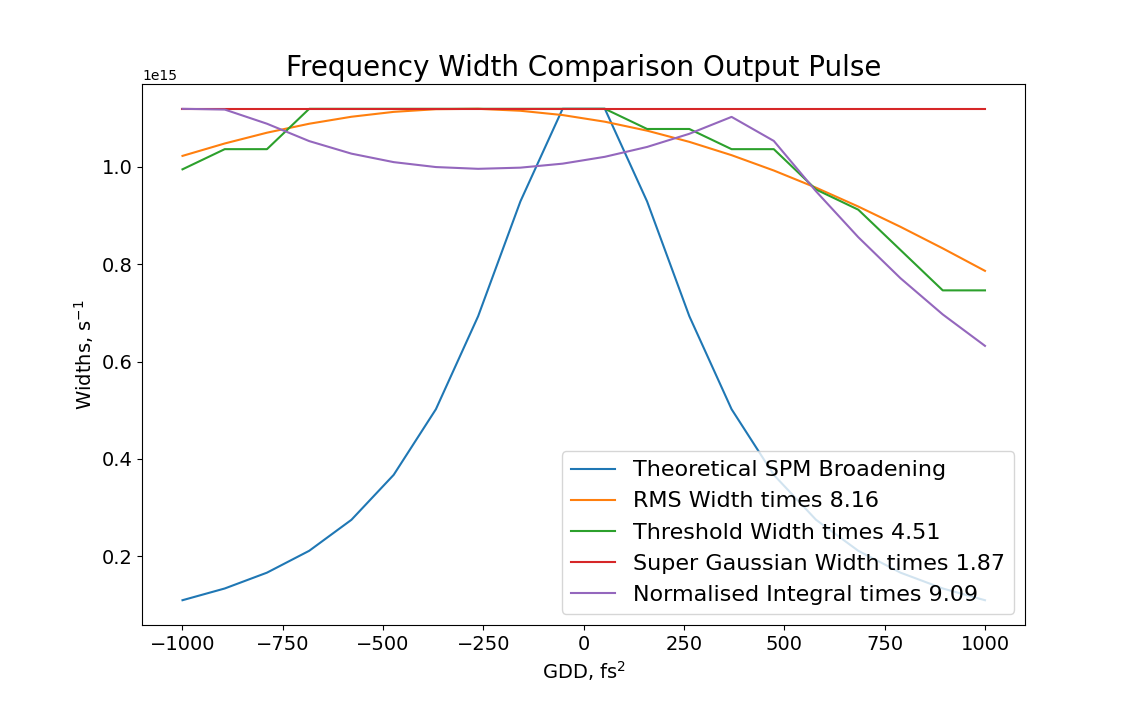 Frequency Width Comparison Output Pulse
1e15
1.0
0.8
0.6
0.4
0.2
Widths, s⁻¹
Theoretical SPM Broadening
RMS Width times 8.16
Threshold Width times 4.51
Super Gaussian Width times 1.87
Normalised Integral times 9.09
−1000 −750 −500 −250 0 250 500 750 1000
GDD, fs²